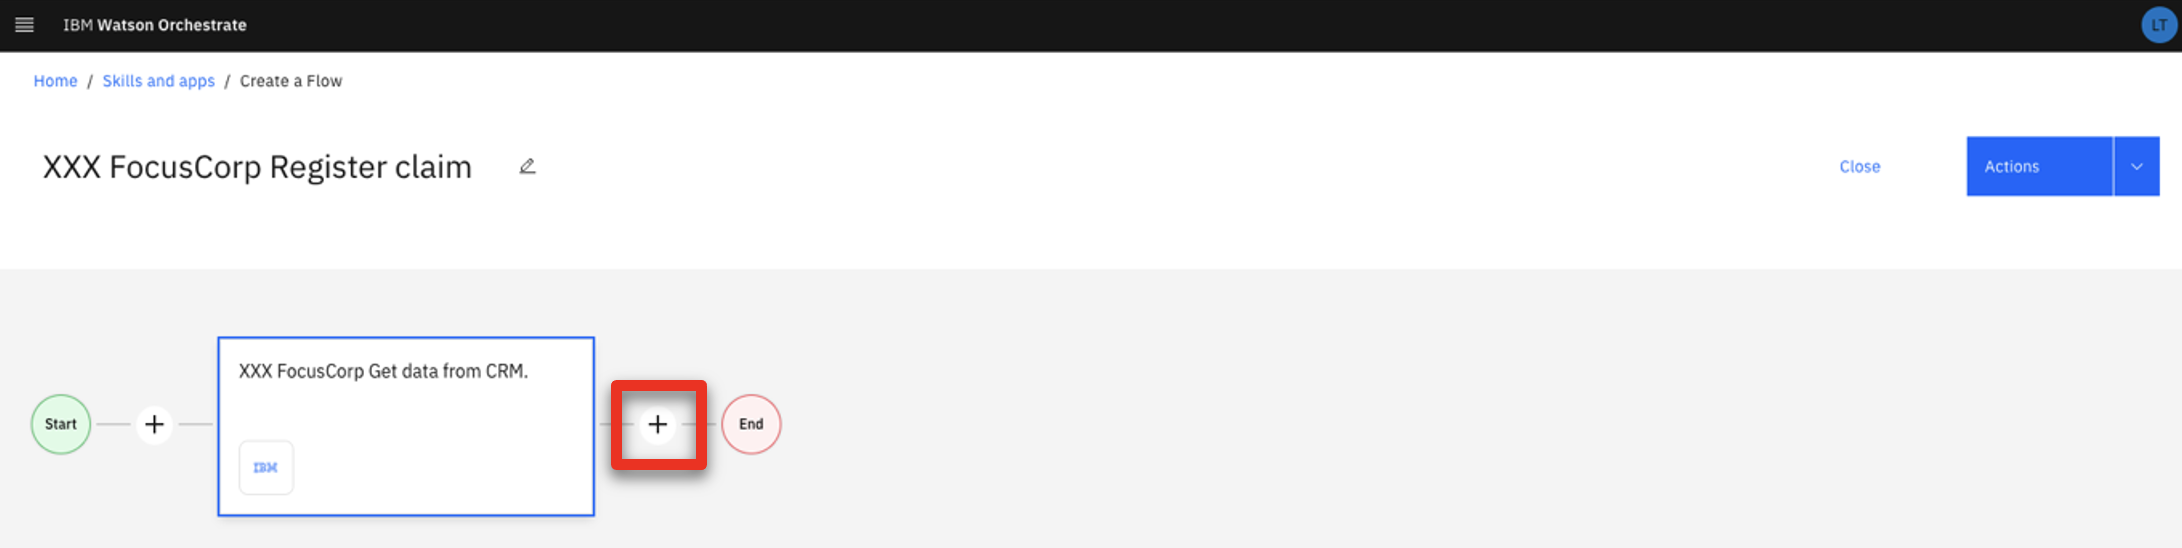 IBM Watson Orchestrate
LT
Home / Skills and apps / Create a Flow
XXX FocusCorp Register claim
Close
Actions
XXX FocusCorp Get data from CRM.
Start
IBM
End